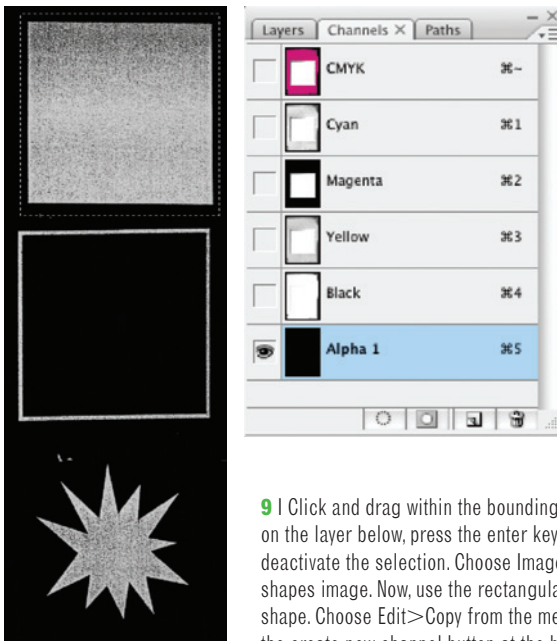 Layers Channels × Paths
CMYK ⌘~
Cyan ⌘1
Magenta ⌘2
Yellow ⌘3
Black ⌘4
Alpha 1 ⌘5
9 | Click and drag within the bounding
on the layer below, press the enter key
deactivate the selection. Choose Image
shapes image. Now, use the rectangula
shape. Choose Edit>Copy from the me